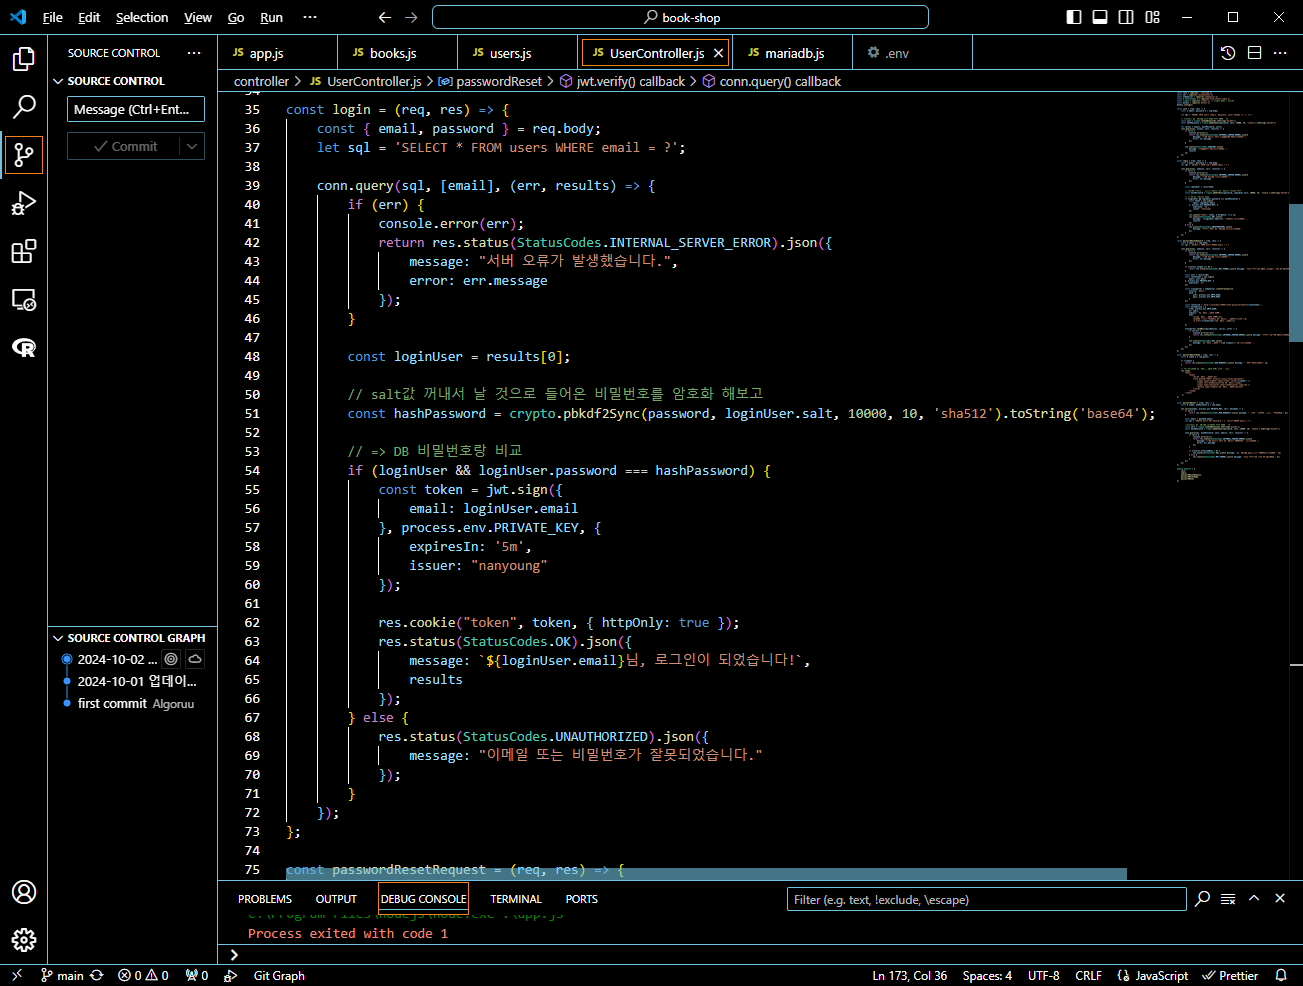 File Edit Selection View Go Run ··· book-shop
SOURCE CONTROL ···
JS app.js JS books.js JS users.js JS UserController.js JS mariadb.js .env ···
controller > JS UserController.js > passwordReset > jwt.verify() callback > conn.query() callback
SOURCE CONTROL
Message (Ctrl+Ent...
Commit
SOURCE CONTROL GRAPH
2024-10-02 ...
2024-10-01 업데이...
first commit Algoruu
35 const login = (req, res) => {
36 const { email, password } = req.body;
37 let sql = 'SELECT * FROM users WHERE email = ?';
38
39 conn.query(sql, [email], (err, results) => {
40 if (err) {
41 console.error(err);
42 return res.status(StatusCodes.INTERNAL_SERVER_ERROR).json({
43 message: "서버 오류가 발생했습니다.",
44 error: err.message
45 });
46 }
47
48 const loginUser = results[0];
49
50 // salt값 꺼내서 날 것으로 들어온 비밀번호를 암호화 해보고
51 const hashPassword = crypto.pbkdf2Sync(password, loginUser.salt, 10000, 10, 'sha512').toString('base64');
52
53 // => DB 비밀번호랑 비교
54 if (loginUser && loginUser.password === hashPassword) {
55 const token = jwt.sign({
56 email: loginUser.email
57 }, process.env.PRIVATE_KEY, {
58 expiresIn: '5m',
59 issuer: "nanyoung"
60 });
61
62 res.cookie("token", token, { httpOnly: true });
63 res.status(StatusCodes.OK).json({
64 message: `${loginUser.email}님, 로그인이 되었습니다!`,
65 results
66 });
67 } else {
68 res.status(StatusCodes.UNAUTHORIZED).json({
69 message: "이메일 또는 비밀번호가 잘못되었습니다."
70 });
71 }
72 });
73 };
74
75 const passwordResetRequest = (req, res) => {
PROBLEMS OUTPUT DEBUG CONSOLE TERMINAL PORTS Filter (e.g. text, !exclude, \escape)
C:\Program Files\nodejs\node.exe .\app.js
Process exited with code 1
main 0 0 0 Git Graph Ln 173, Col 36 Spaces: 4 UTF-8 CRLF {} JavaScript Prettier